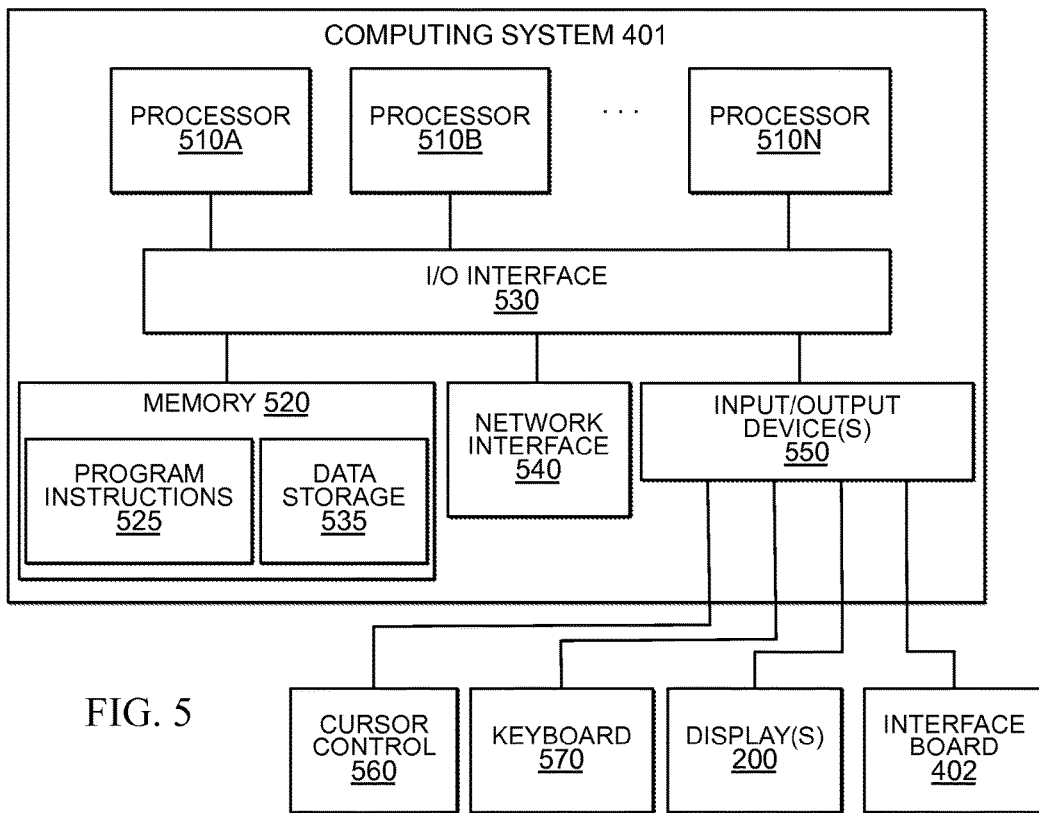 COMPUTING SYSTEM 401
PROCESSOR
510A
PROCESSOR
510B
. . .
PROCESSOR
510N
I/O INTERFACE
530
MEMORY 520
PROGRAM
INSTRUCTIONS
525
DATA
STORAGE
535
NETWORK
INTERFACE
540
INPUT/OUTPUT
DEVICE(S)
550
FIG. 5
CURSOR
CONTROL
560
KEYBOARD
570
DISPLAY(S)
200
INTERFACE
BOARD
402